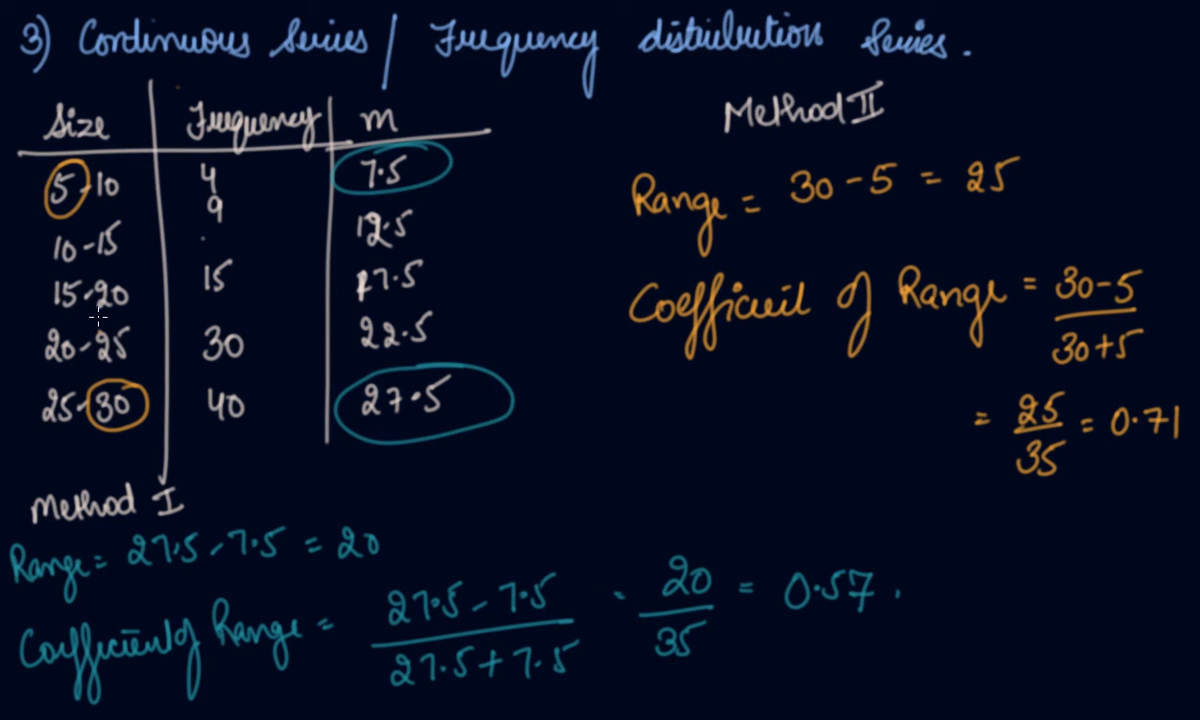 3) Continuous Series / Frequency distribution Series.
Size Frequency m
5-10 4 7.5
10-15 9 12.5
15-20 15 17.5
20-25 30 22.5
25-30 40 27.5
Method I
Range = 27.5 - 7.5 = 20
Coefficient of Range = 27.5 - 7.5 / 27.5 + 7.5 = 20 / 35 = 0.57.
Method II
Range = 30 - 5 = 25
Coefficient of Range = 30-5 / 30+5
= 25 / 35 = 0.71